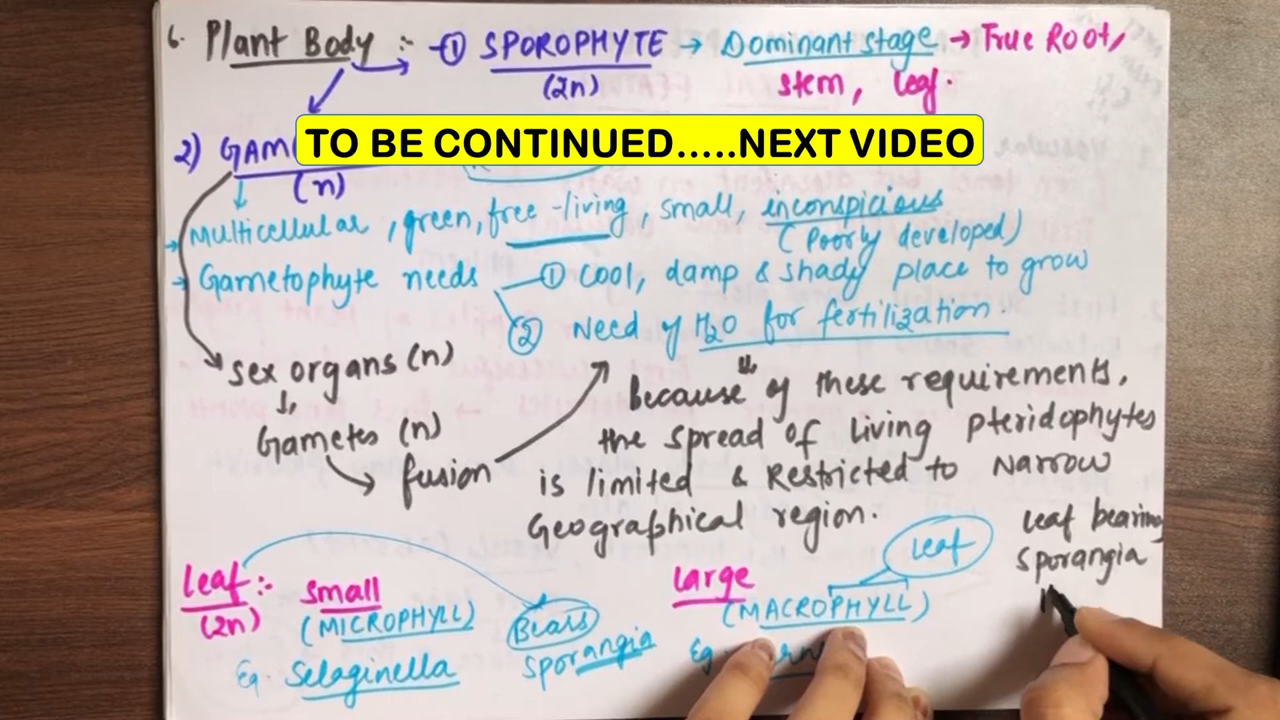 6. Plant Body :- ① SPOROPHYTE → Dominant stage → True Root,
(2n) stem, leaf.
TO BE CONTINUED.....NEXT VIDEO
2)
(n)
→ Multicellular, green, free-living, small, inconspicious
(Poorly developed)
→ Gametophyte needs ① Cool, damp & shady place to grow
② Need of H2O for fertilization.
sex organs (n)
Gametes (n)
fusion
because of these requirements,
the spread of living pteridophytes
is limited & Restricted to Narrow
Geographical region.
leaf :- small
(2n) (MICROPHYLL)
Eg. Selaginella
Bears
sporangia
Large
(MACROPHYLL)
Eg.
leaf
leaf bearing
sporangia